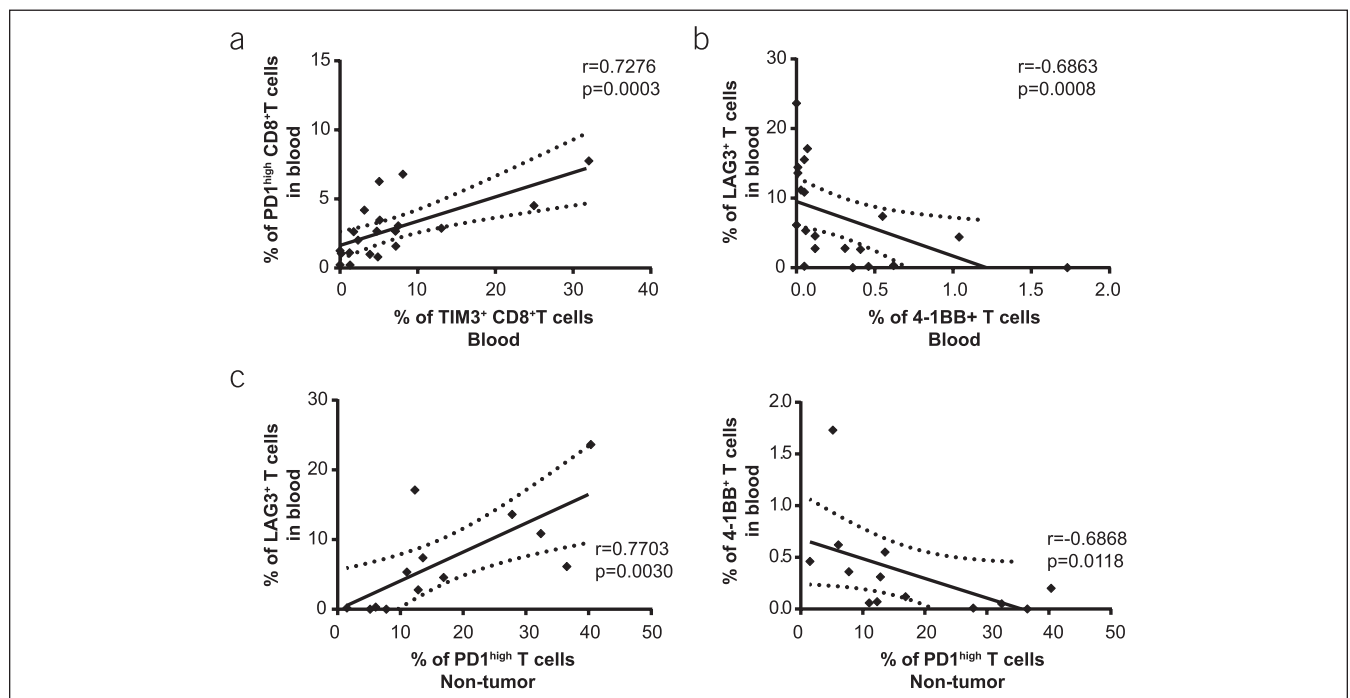 a
15
10
5
0
% of PD1high CD8+T cells
in blood
r=0.7276
p=0.0003
0 10 20 30 40
% of TIM3+ CD8+T cells
Blood
b
30
20
10
0
% of LAG3+ T cells
in blood
r=-0.6863
p=0.0008
0.0 0.5 1.0 1.5 2.0
% of 4-1BB+ T cells
Blood
c
30
20
10
0
% of LAG3+ T cells
in blood
r=0.7703
p=0.0030
0 10 20 30 40 50
% of PD1high T cells
Non-tumor
2.0
1.5
1.0
0.5
0.0
% of 4-1BB+ T cells
in blood
r=-0.6868
p=0.0118
0 10 20 30 40 50
% of PD1high T cells
Non-tumor